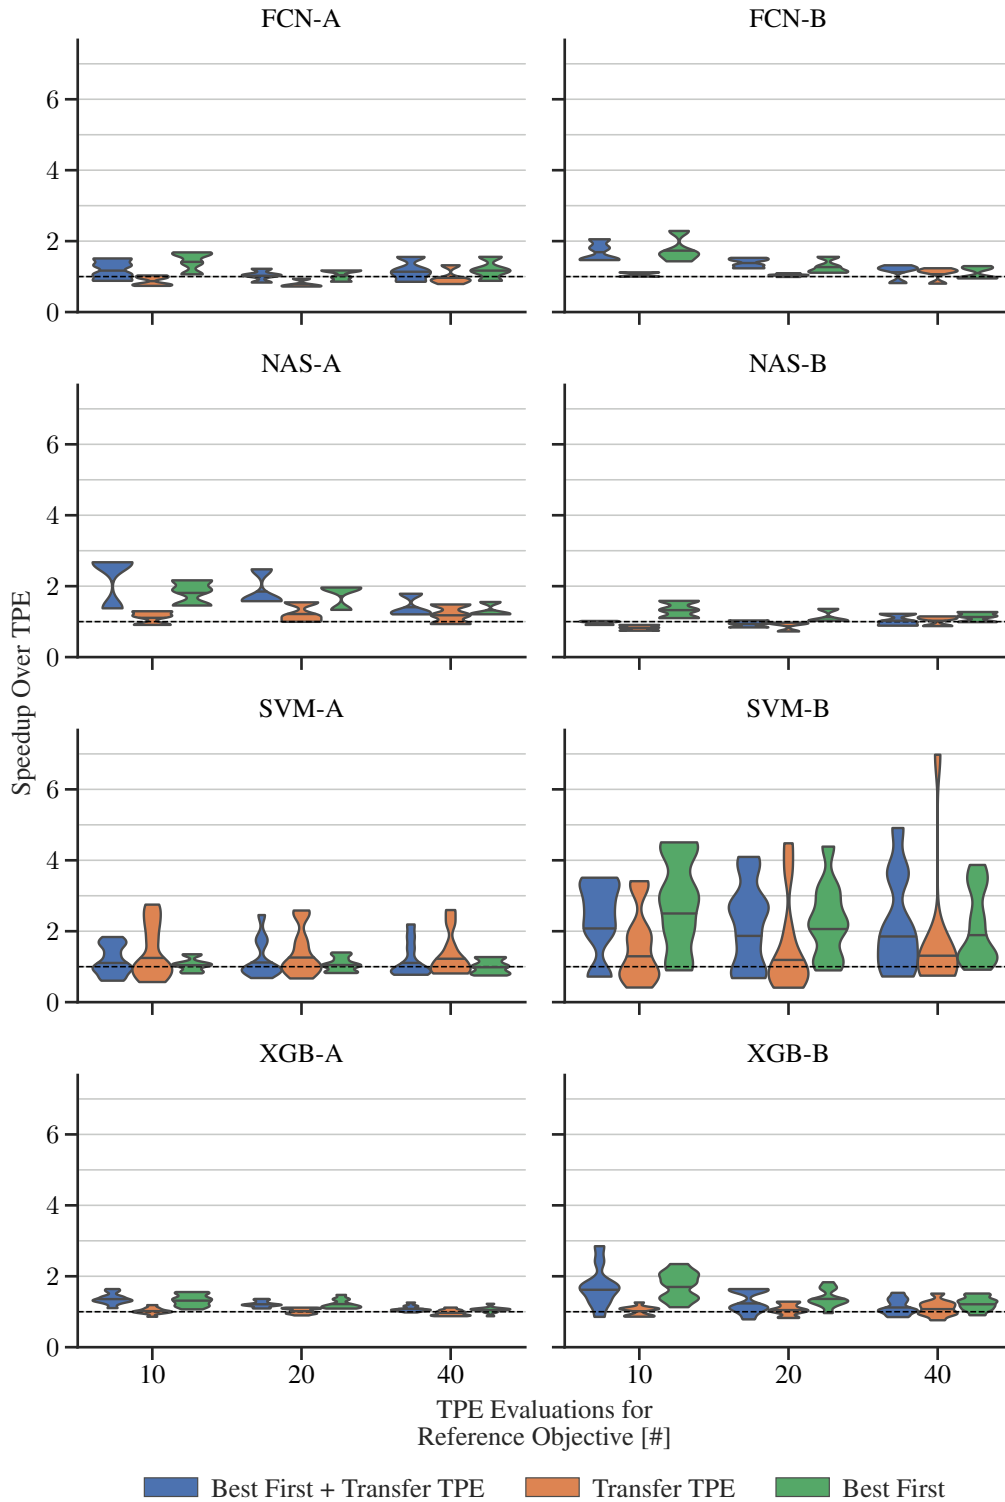 FCN-A
FCN-B
6
4
2
0
NAS-A
NAS-B
6
4
2
0
Speedup Over TPE
SVM-A
SVM-B
6
4
2
0
XGB-A
XGB-B
6
4
2
0
10
20
40
10
20
40
TPE Evaluations for
Reference Objective [#]
Best First + Transfer TPE
Transfer TPE
Best First